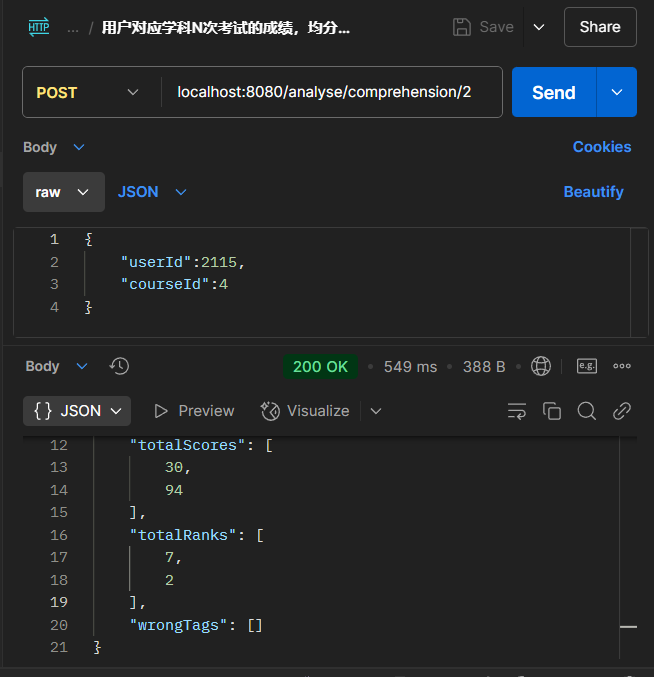 HTTP ... / 用户对应学科N次考试的成绩，均分... Save Share
POST localhost:8080/analyse/comprehension/2 Send
Body Cookies
raw JSON Beautify
1 {
2 "userId":2115,
3 "courseId":4
4 }
Body 200 OK • 549 ms • 388 B • e.g. ooo
{} JSON Preview Visualize
12 "totalScores": [
13 30,
14 94
15 ],
16 "totalRanks": [
17 7,
18 2
19 ],
20 "wrongTags": []
21 }